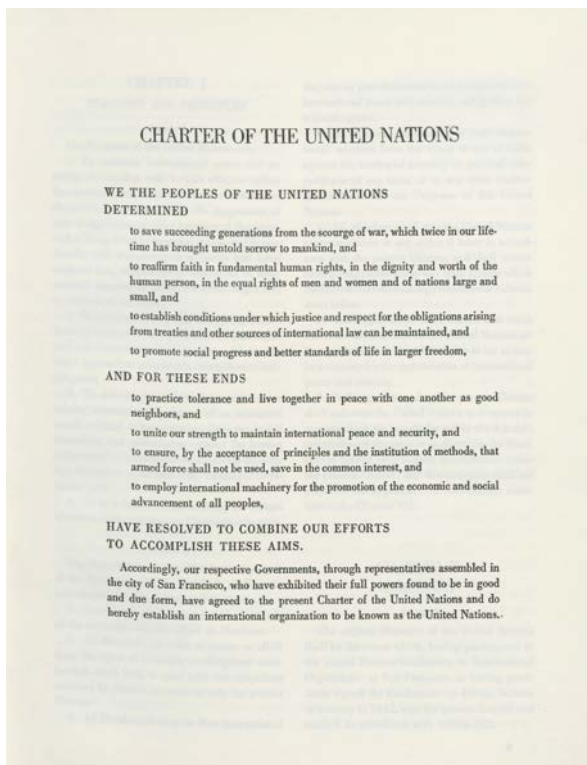 CHARTER OF THE UNITED NATIONS
WE THE PEOPLES OF THE UNITED NATIONS
DETERMINED
to save succeeding generations from the scourge of war, which twice in our life-
time has brought untold sorrow to mankind, and
to reaffirm faith in fundamental human rights, in the dignity and worth of the
human person, in the equal rights of men and women and of nations large and
small, and
to establish conditions under which justice and respect for the obligations arising
from treaties and other sources of international law can be maintained, and
to promote social progress and better standards of life in larger freedom,
AND FOR THESE ENDS
to practice tolerance and live together in peace with one another as good
neighbors, and
to unite our strength to maintain international peace and security, and
to ensure, by the acceptance of principles and the institution of methods, that
armed force shall not be used, save in the common interest, and
to employ international machinery for the promotion of the economic and social
advancement of all peoples,
HAVE RESOLVED TO COMBINE OUR EFFORTS
TO ACCOMPLISH THESE AIMS.
Accordingly, our respective Governments, through representatives assembled in
the city of San Francisco, who have exhibited their full powers found to be in good
and due form, have agreed to the present Charter of the United Nations and do
hereby establish an international organization to be known as the United Nations.